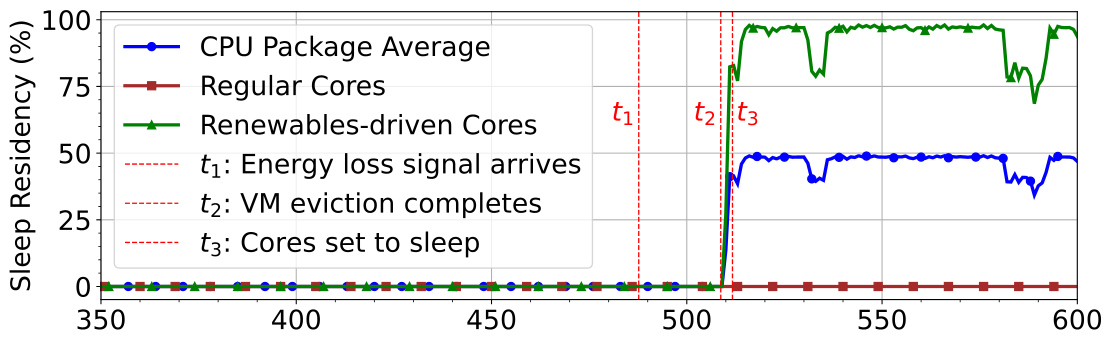 Sleep Residency (%)
100
75
50
25
0
CPU Package Average
Regular Cores
Renewables-driven Cores
t₁: Energy loss signal arrives
t₂: VM eviction completes
t₃: Cores set to sleep
t₁
t₂
t₃
350
400
450
500
550
600